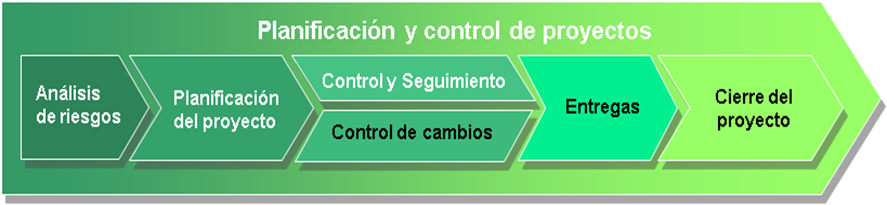 Planificación y control de proyectos
Análisis
de riesgos
Planificación
del proyecto
Control y Seguimiento
Control de cambios
Entregas
Cierre del
proyecto